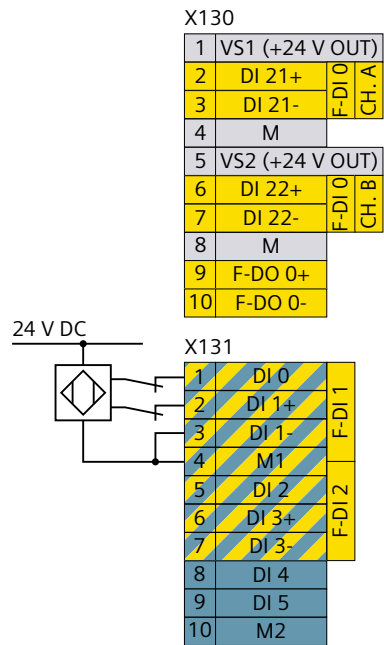 X130
1 VS1 (+24 V OUT)
2 DI 21+
3 DI 21-
F-DI 0
CH. A
4 M
5 VS2 (+24 V OUT)
6 DI 22+
7 DI 22-
F-DI 0
CH. B
8 M
9 F-DO 0+
10 F-DO 0-
24 V DC
X131
1 DI 0
2 DI 1+
3 DI 1-
4 M1
F-DI 1
5 DI 2
6 DI 3+
7 DI 3-
F-DI 2
8 DI 4
9 DI 5
10 M2